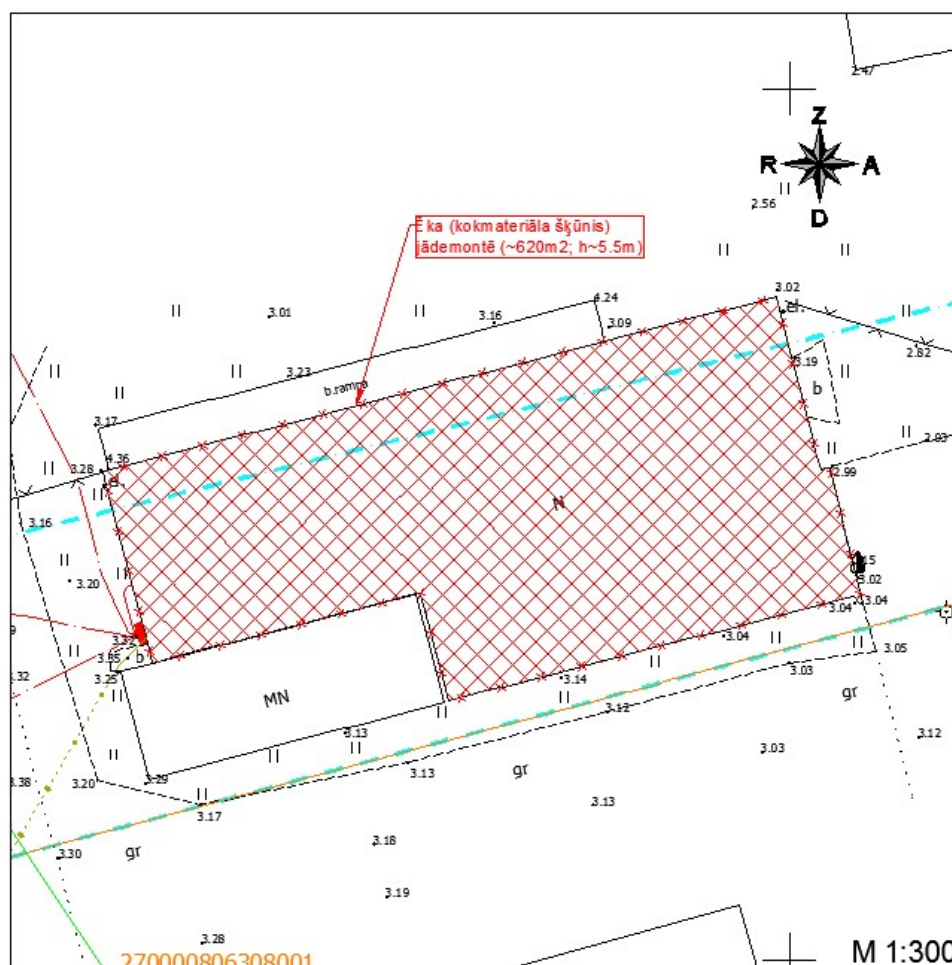 2.47
Z
R A
D
2.56
Ēka (kokmateriāla šķūnis)
jādemontē (~620m2; h~5.5m)
3.02
4.24
el.
3.01
3.16
3.09
2.82
3.19
3.23
b.rampa
b
3.17
2.93
4.36
3.28
2.99
3.16
N
3.20
3.02
3.04
3.04
3.04
b
3.05
3.25
3.14
3.03
gr
MN
3.12
3.13
3.12
3.03
3.13
gr
3.29
3.20
3.38
3.13
3.17
3.18
gr
3.30
3.19
3.28
270000806308001
M 1:300